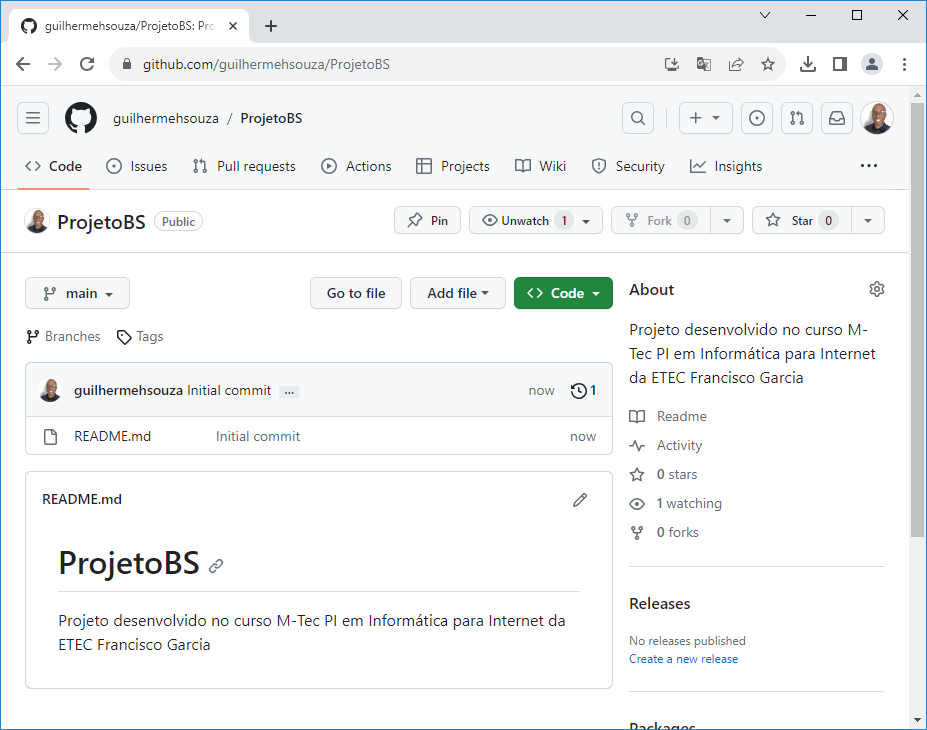 guilhermehsouza/ProjetoBS: Pro
github.com/guilhermehsouza/ProjetoBS
guilhermehsouza / ProjetoBS
Code Issues Pull requests Actions Projects Wiki Security Insights
ProjetoBS Public Pin Unwatch 1 Fork 0 Star 0
main Go to file Add file Code
Branches Tags
guilhermehsouza Initial commit ... now 1
README.md Initial commit now
README.md
ProjetoBS
Projeto desenvolvido no curso M-Tec PI em Informática para Internet da
ETEC Francisco Garcia
About
Projeto desenvolvido no curso M-
Tec PI em Informática para Internet
da ETEC Francisco Garcia
Readme
Activity
0 stars
1 watching
0 forks
Releases
No releases published
Create a new release
Packages